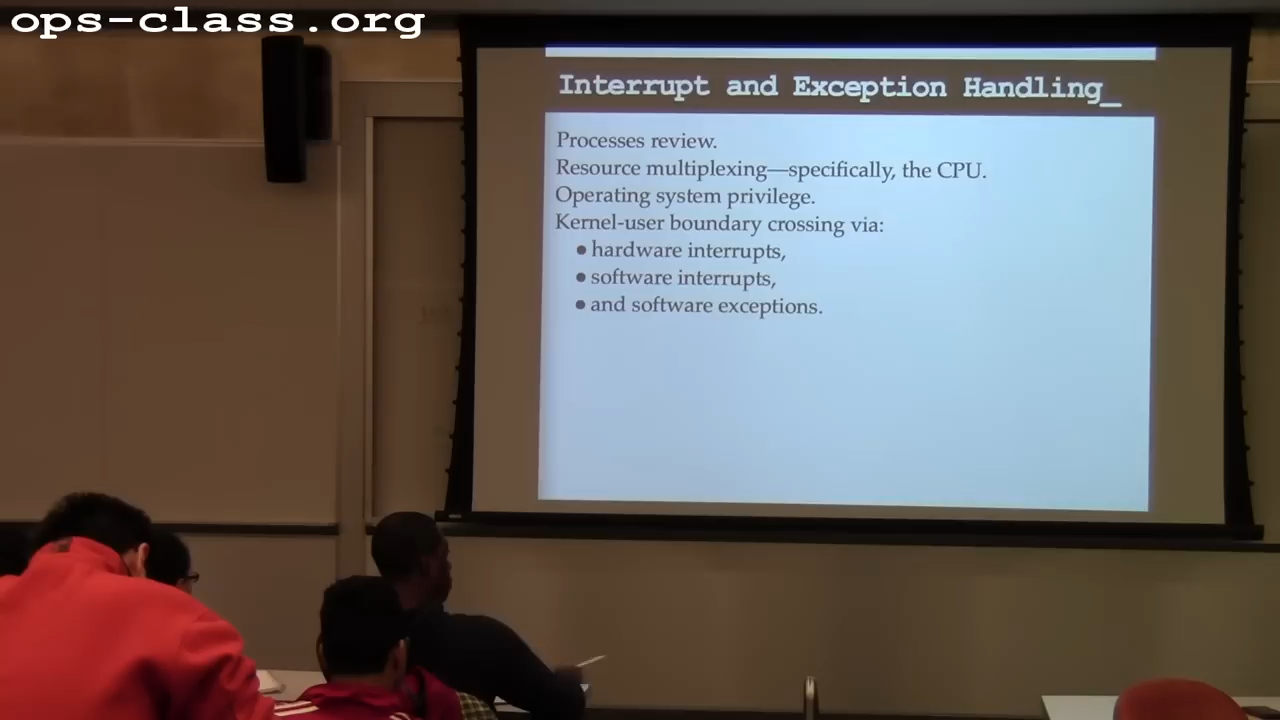 ops-class.org
Interrupt and Exception Handling_
Processes review.
Resource multiplexing—specifically, the CPU.
Operating system privilege.
Kernel-user boundary crossing via:
• hardware interrupts,
• software interrupts,
• and software exceptions.